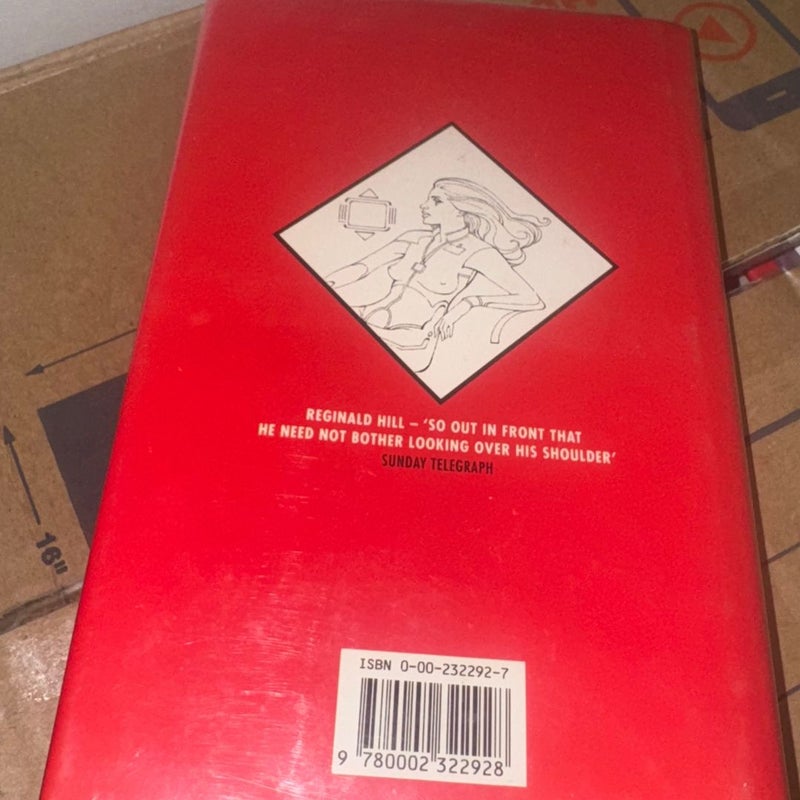 REGINALD HILL – 'SO OUT IN FRONT THAT
HE NEED NOT BOTHER LOOKING OVER HIS SHOULDER'
SUNDAY TELEGRAPH
16"
ISBN 0-00-232292-7
9 780002 322928